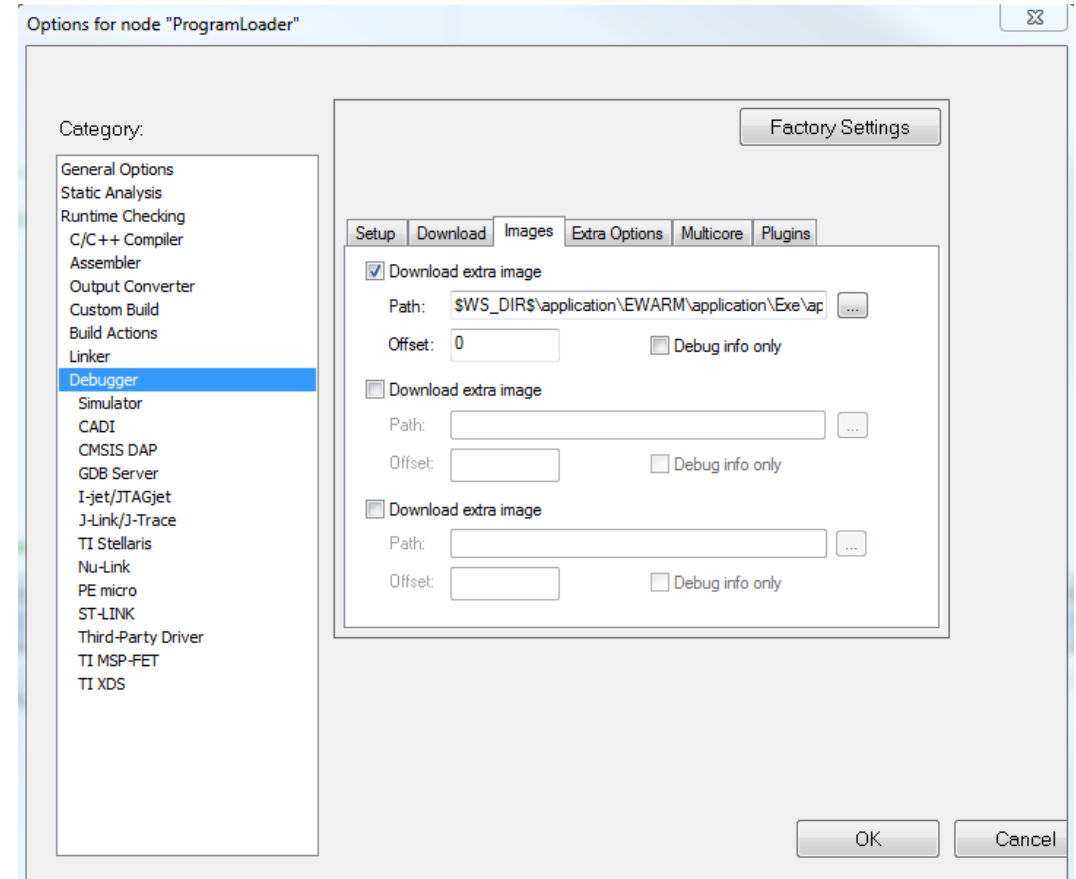 Options for node "ProgramLoader"
Category:
Factory Settings
General Options
Static Analysis
Runtime Checking
C/C++ Compiler
Assembler
Output Converter
Custom Build
Build Actions
Linker
Debugger
Simulator
CADI
CMSIS DAP
GDB Server
I-jet/JTAGjet
J-Link/J-Trace
TI Stellaris
Nu-Link
PE micro
ST-LINK
Third-Party Driver
TI MSP-FET
TI XDS
Setup Download Images Extra Options Multicore Plugins
Download extra image
Path: $WS_DIR$\application\EWARM\application\Exe\ap ...
Offset: 0 Debug info only
Download extra image
Path: ...
Offset: Debug info only
Download extra image
Path: ...
Offset: Debug info only
OK Cancel